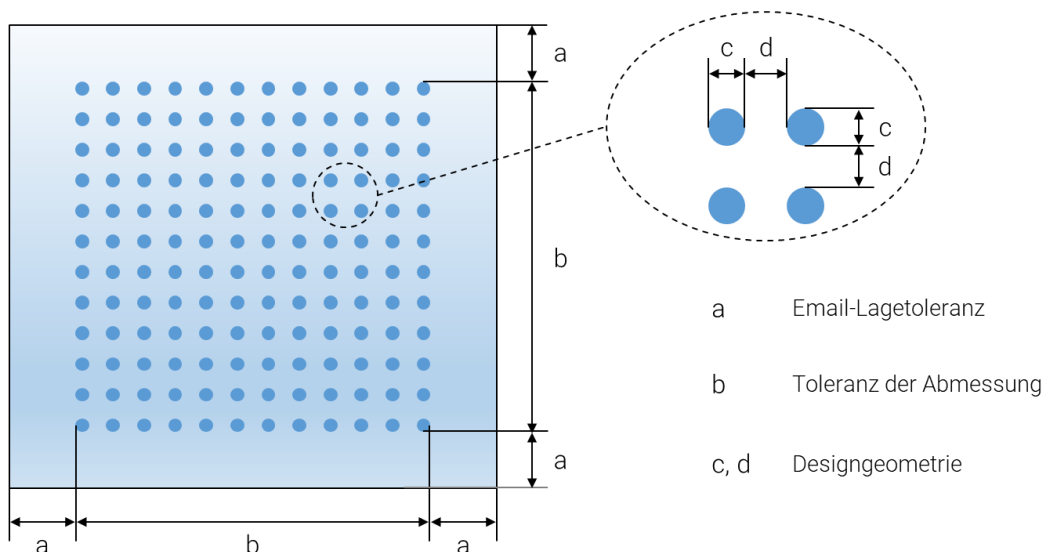 a
b
a
a
b
a
c
d
c
d
a Email-Lagetoleranz
b Toleranz der Abmessung
c, d Designgeometrie